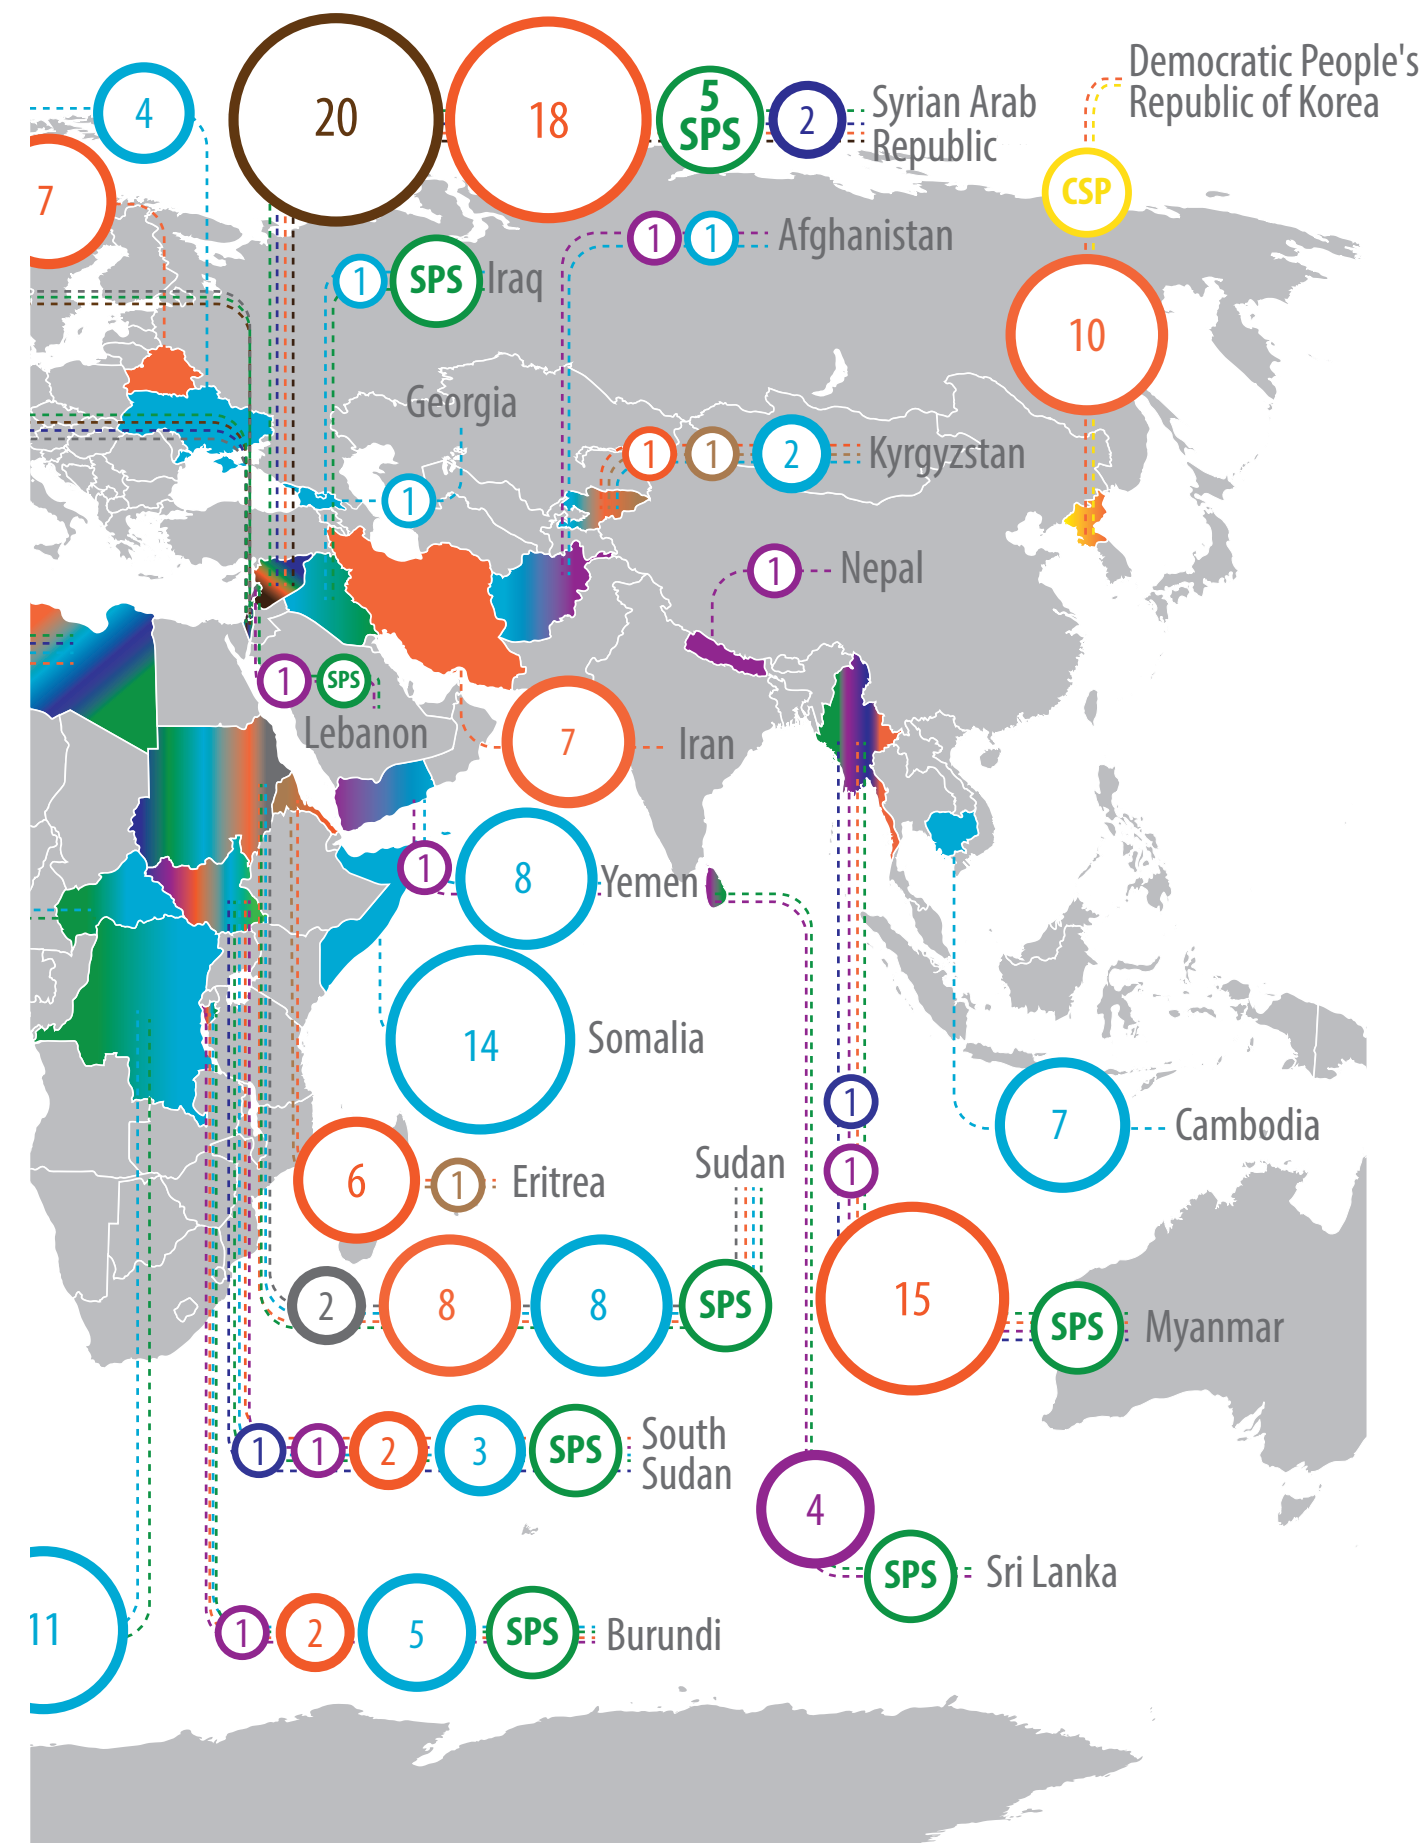 4
20
18
5
SPS
2
Syrian Arab
Republic
Democratic People's
Republic of Korea
7
CSP
1
1
Afghanistan
1
SPS
Iraq
10
Georgia
1
1
1
2
Kyrgyzstan
1
Nepal
1
SPS
Lebanon
7
Iran
1
8
Yemen
14
Somalia
1
7
Cambodia
1
6
1
Eritrea
Sudan
2
8
8
SPS
15
SPS
Myanmar
1
1
2
3
SPS
South
Sudan
4
SPS
Sri Lanka
11
1
2
5
SPS
Burundi